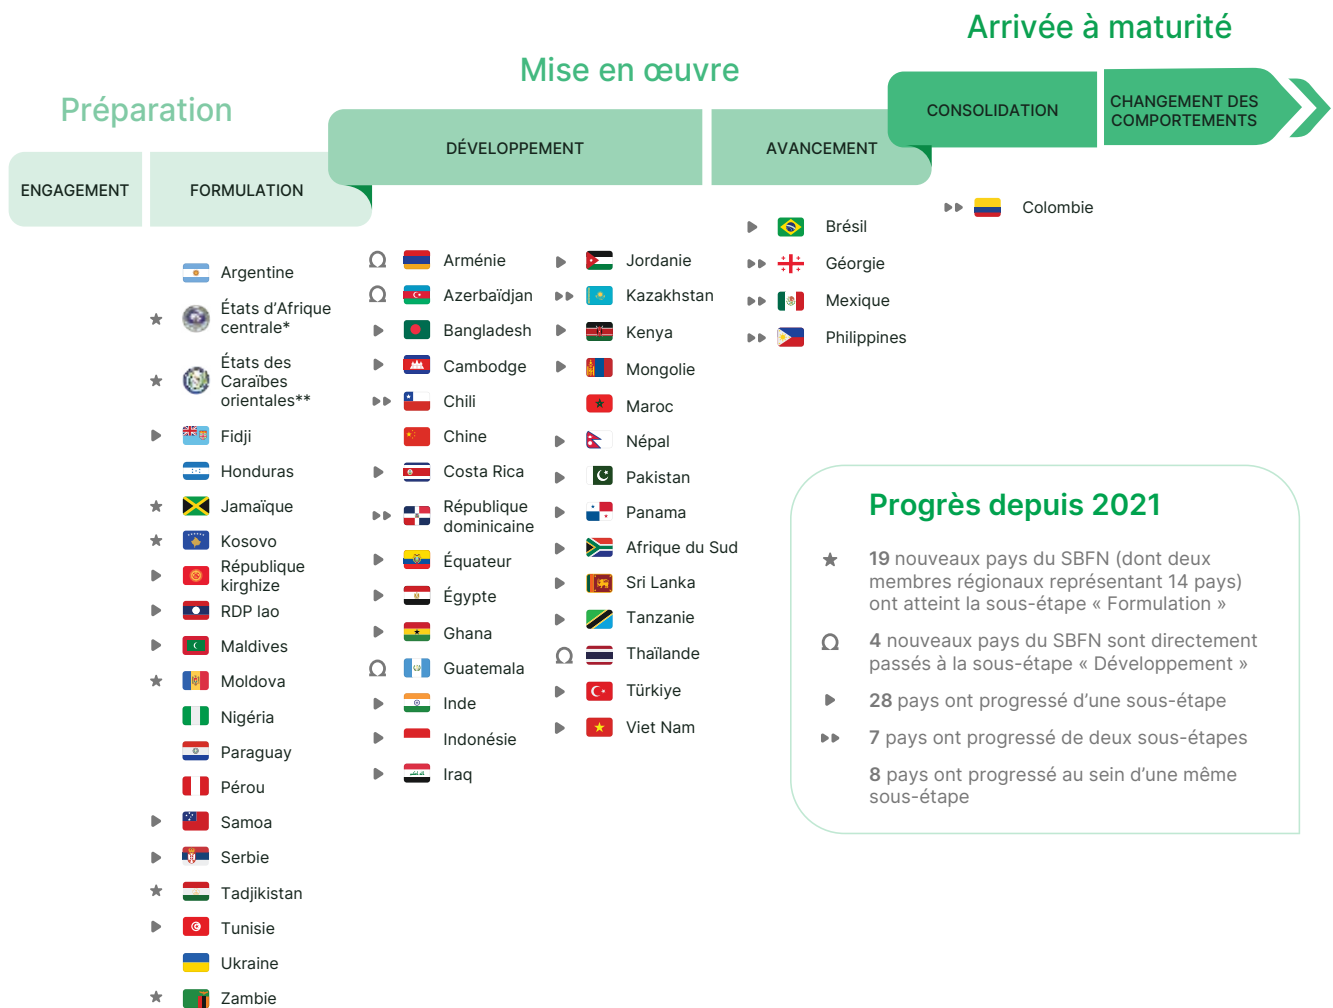 Préparation
Mise en œuvre
Arrivée à maturité
ENGAGEMENT
FORMULATION
DÉVELOPPEMENT
AVANCEMENT
CONSOLIDATION
CHANGEMENT DES
COMPORTEMENTS
Argentine
États d’Afrique
centrale*
États des
Caraïbes
orientales**
Fidji
Honduras
Jamaïque
Kosovo
République
kirghize
RDP lao
Maldives
Moldova
Nigéria
Paraguay
Pérou
Samoa
Serbie
Tadjikistan
Tunisie
Ukraine
Zambie
Arménie
Azerbaïdjan
Bangladesh
Cambodge
Chili
Chine
Costa Rica
République
dominicaine
Équateur
Égypte
Ghana
Guatemala
Inde
Indonésie
Iraq
Jordanie
Kazakhstan
Kenya
Mongolie
Maroc
Népal
Pakistan
Panama
Afrique du Sud
Sri Lanka
Tanzanie
Thaïlande
Türkiye
Viet Nam
Brésil
Géorgie
Mexique
Philippines
Colombie
Progrès depuis 2021
19 nouveaux pays du SBFN (dont deux
membres régionaux représentant 14 pays)
ont atteint la sous-étape « Formulation »
4 nouveaux pays du SBFN sont directement
passés à la sous-étape « Développement »
28 pays ont progressé d’une sous-étape
7 pays ont progressé de deux sous-étapes
8 pays ont progressé au sein d’une même
sous-étape